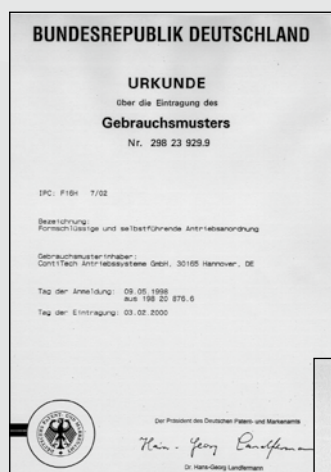 BUNDESREPUBLIK DEUTSCHLAND
URKUNDE
über die Eintragung des
Gebrauchsmusters
Nr. 298 23 929.9
IPC: F16H 7/02
Bezeichnung:
Formschlüssige und selbstführende Antriebsanordnung
Gebrauchsmusterinhaber:
ContiTech Antriebssysteme GmbH, 30165 Hannover, DE
Tag der Anmeldung: 09.05.1998
aus 198 20 876.6
Tag der Eintragung: 03.02.2000
Der Präsident des Deutschen Patent- und Markenamts
Hans-Georg Landfermann
Dr. Hans-Georg Landfermann